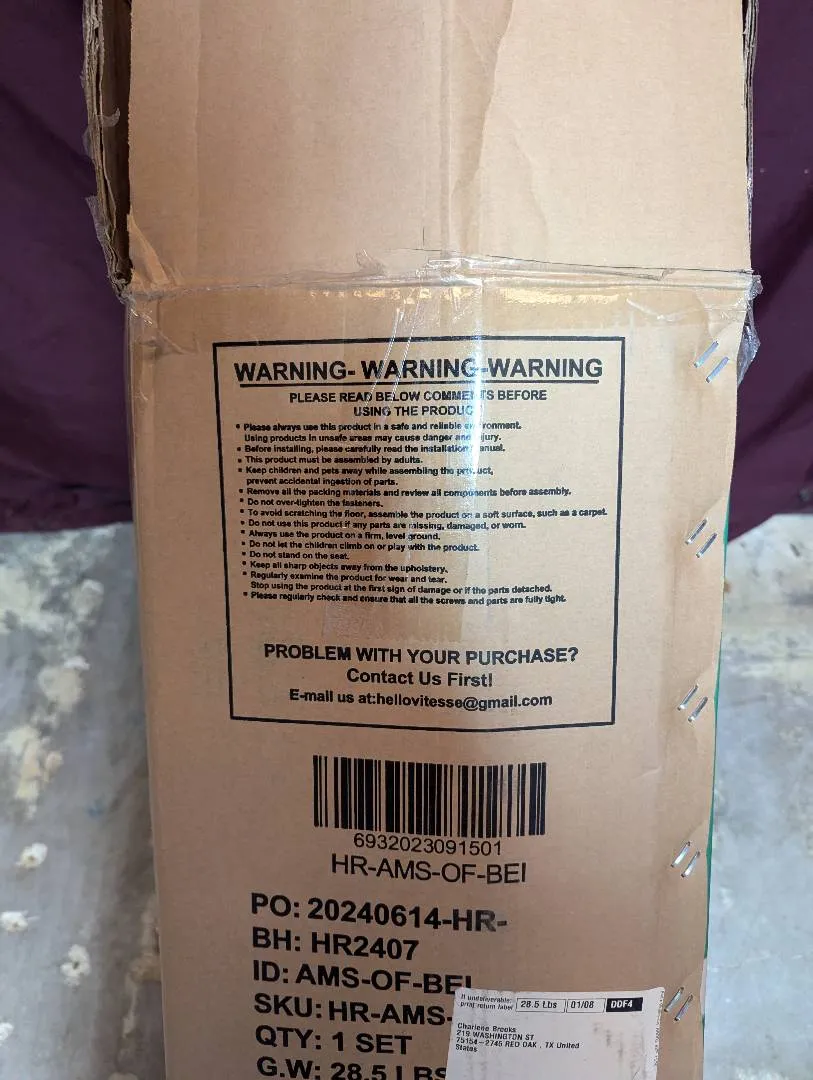 WARNING- WARNING-WARNING
PLEASE READ BELOW COMMENTS BEFORE
USING THE PRODUC
• Please always use this product in a safe and reliable environment.
Using products in unsafe areas may cause danger and injury.
• Before installing, please carefully read the installation manual.
• This product must be assembled by adults.
• Keep children and pets away while assembling the product,
prevent accidental ingestion of parts.
• Remove all the packing materials and review all components before assembly.
• Do not over-tighten the fasteners.
• To avoid scratching the floor, assemble the product on a soft surface, such as a carpet.
• Do not use this product if any parts are missing, damaged, or worn.
• Always use the product on a firm, level ground.
• Do not let the children climb on or play with the product.
• Do not stand on the seat.
• Keep all sharp objects away from the upholstery.
• Regularly examine the product for wear and tear.
Stop using the product at the first sign of damage or if the parts detached.
• Please regularly check and ensure that all the screws and parts are fully tight.
PROBLEM WITH YOUR PURCHASE?
Contact Us First!
E-mail us at:hellovitesse@gmail.com
6932023091501
HR-AMS-OF-BEI
PO: 20240614-HR-
BH: HR2407
ID: AMS-OF-BEI
SKU: HR-AMS-
QTY: 1 SET
G.W: 28.5 LBS
If undeliverable:
print return label
28.5 Lbs
01/08
DDF4
Charlene Brooks
219 WASHINGTON ST
75154-2746 RED OAK , TX United
States